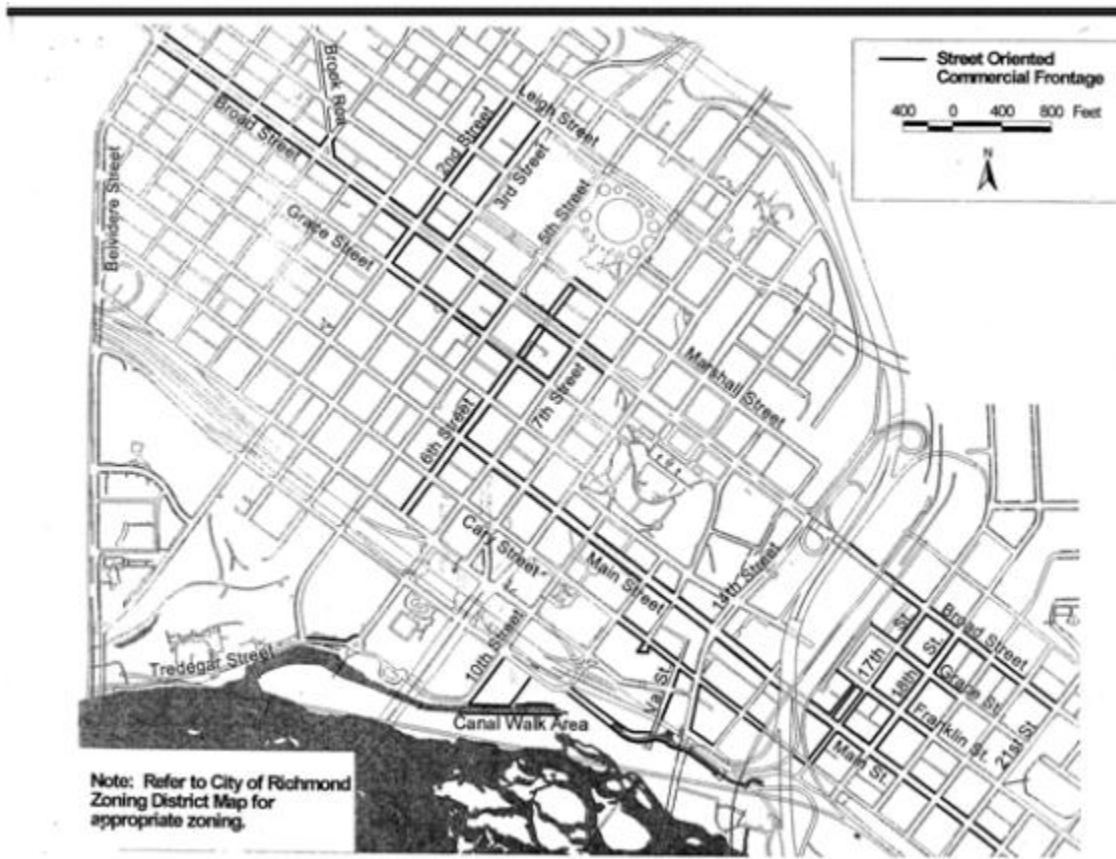 Street Oriented
Commercial Frontage
400 0 400 800 Feet
N
Broad Street
2nd Street
Leigh Street
3rd Street
5th Street
Belvidere Street
Grace Street
Marshall Street
7th Street
6th Street
Cary Street
Main Street
14th Street
Broad Street
17th St.
18th St.
Grace St.
Franklin St.
21st St.
Va St.
10th Street
Tredegar Street
Canal Walk Area
Main St.
Note: Refer to City of Richmond
Zoning District Map for
appropriate zoning.